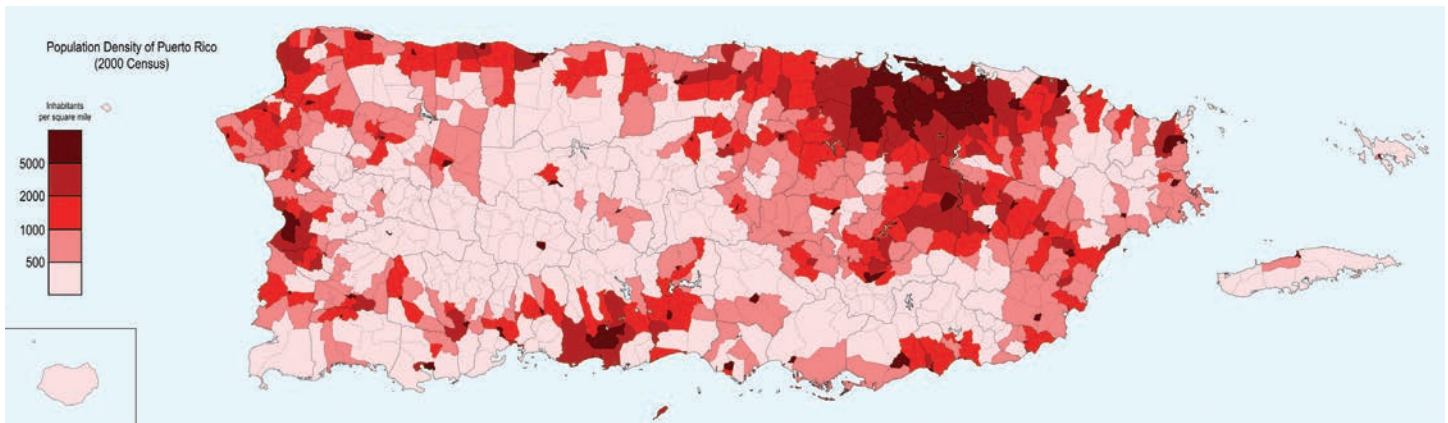 Population Density of Puerto Rico
(2000 Census)
Inhabitants
per square mile
5000
2000
1000
500